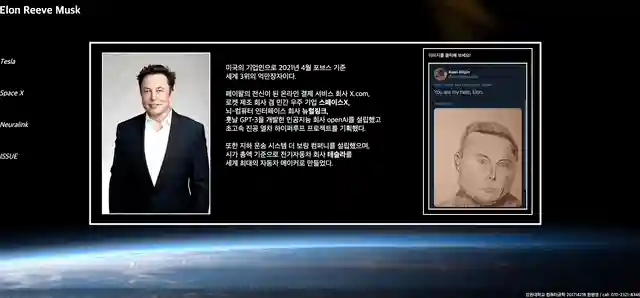 Elon Reeve Musk
Tesla
Space X
Neuralink
ISSUE
미국의 기업인으로 2021년 4월 포브스 기준
세계 3위의 억만장자이다.
페이팔의 전신이 된 온라인 결제 서비스 회사 X.com,
로켓 제조 회사 겸 민간 우주 기업 스페이스X,
뇌-컴퓨터 인터페이스 회사 뉴럴링크,
훗날 GPT-3을 개발한 인공지능 회사 openAI를 설립했고
초고속 진공 열차 하이퍼루프 프로젝트를 기획했다.
또한 지하 운송 시스템 더 보링 컴퍼니를 설립했으며,
시가 총액 기준으로 전기자동차 회사 테슬라를
세계 최대의 자동차 메이커로 만들었다.
이미지를 클릭해 보세요!
You are my hero, Elon.